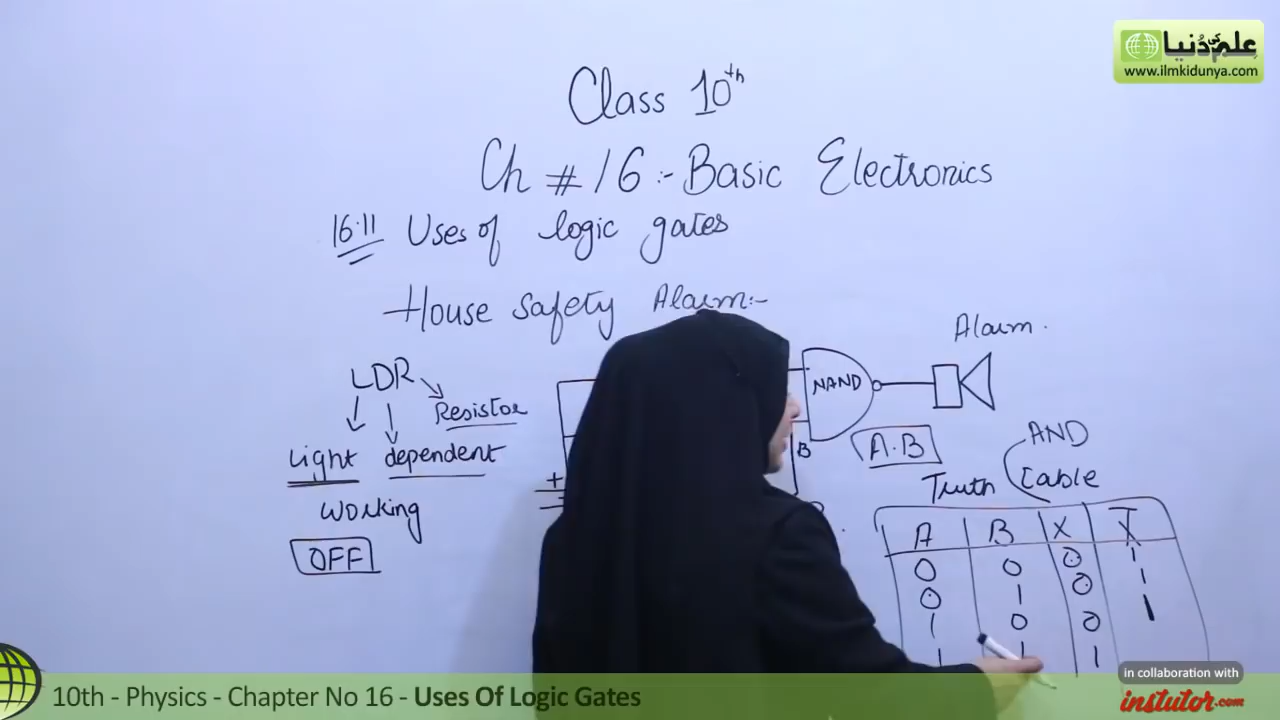 علم کی دُنیا
www.ilmkidunya.com
Class 10th
Ch # 16 :- Basic Electronics
16.11 Uses of logic gates
House Safety Alarm:-
Alarm.
LDR
NAND
Resistor
AND
A.B
B
Light dependent
Truth table
+
working
OFF
A B X X̅
0 0 0 1
0 1 0 1
1 0 0 1
1 1 1
in collaboration with
instutor.com
10th - Physics - Chapter No 16 - Uses Of Logic Gates